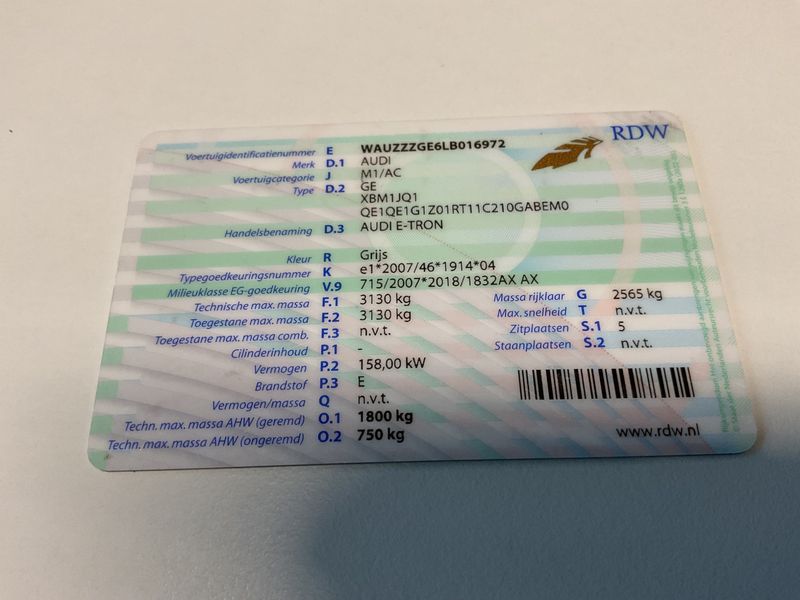 RDW
Voertuigidentificatienummer E WAUZZZGE6LB016972
Merk D.1 AUDI
Voertuigcategorie J M1/AC
Type D.2 GE
XBM1JQ1
QE1QE1G1Z01RT11C210GABEM0
Handelsbenaming D.3 AUDI E-TRON
Kleur R Grijs
Typegoedkeuringsnummer K e1*2007/46*1914*04
Milieuklasse EG-goedkeuring V.9 715/2007*2018/1832AX AX
Technische max. massa F.1 3130 kg
Toegestane max. massa F.2 3130 kg
Toegestane max. massa comb. F.3 n.v.t.
Cilinderinhoud P.1 -
Vermogen P.2 158,00 kW
Brandstof P.3 E
Vermogen/massa Q n.v.t.
Techn. max. massa AHW (geremd) O.1 1800 kg
Techn. max. massa AHW (ongeremd) O.2 750 kg
Massa rijklaar G 2565 kg
Max. snelheid T n.v.t.
Zitplaatsen S.1 5
Staanplaatsen S.2 n.v.t.
www.rdw.nl